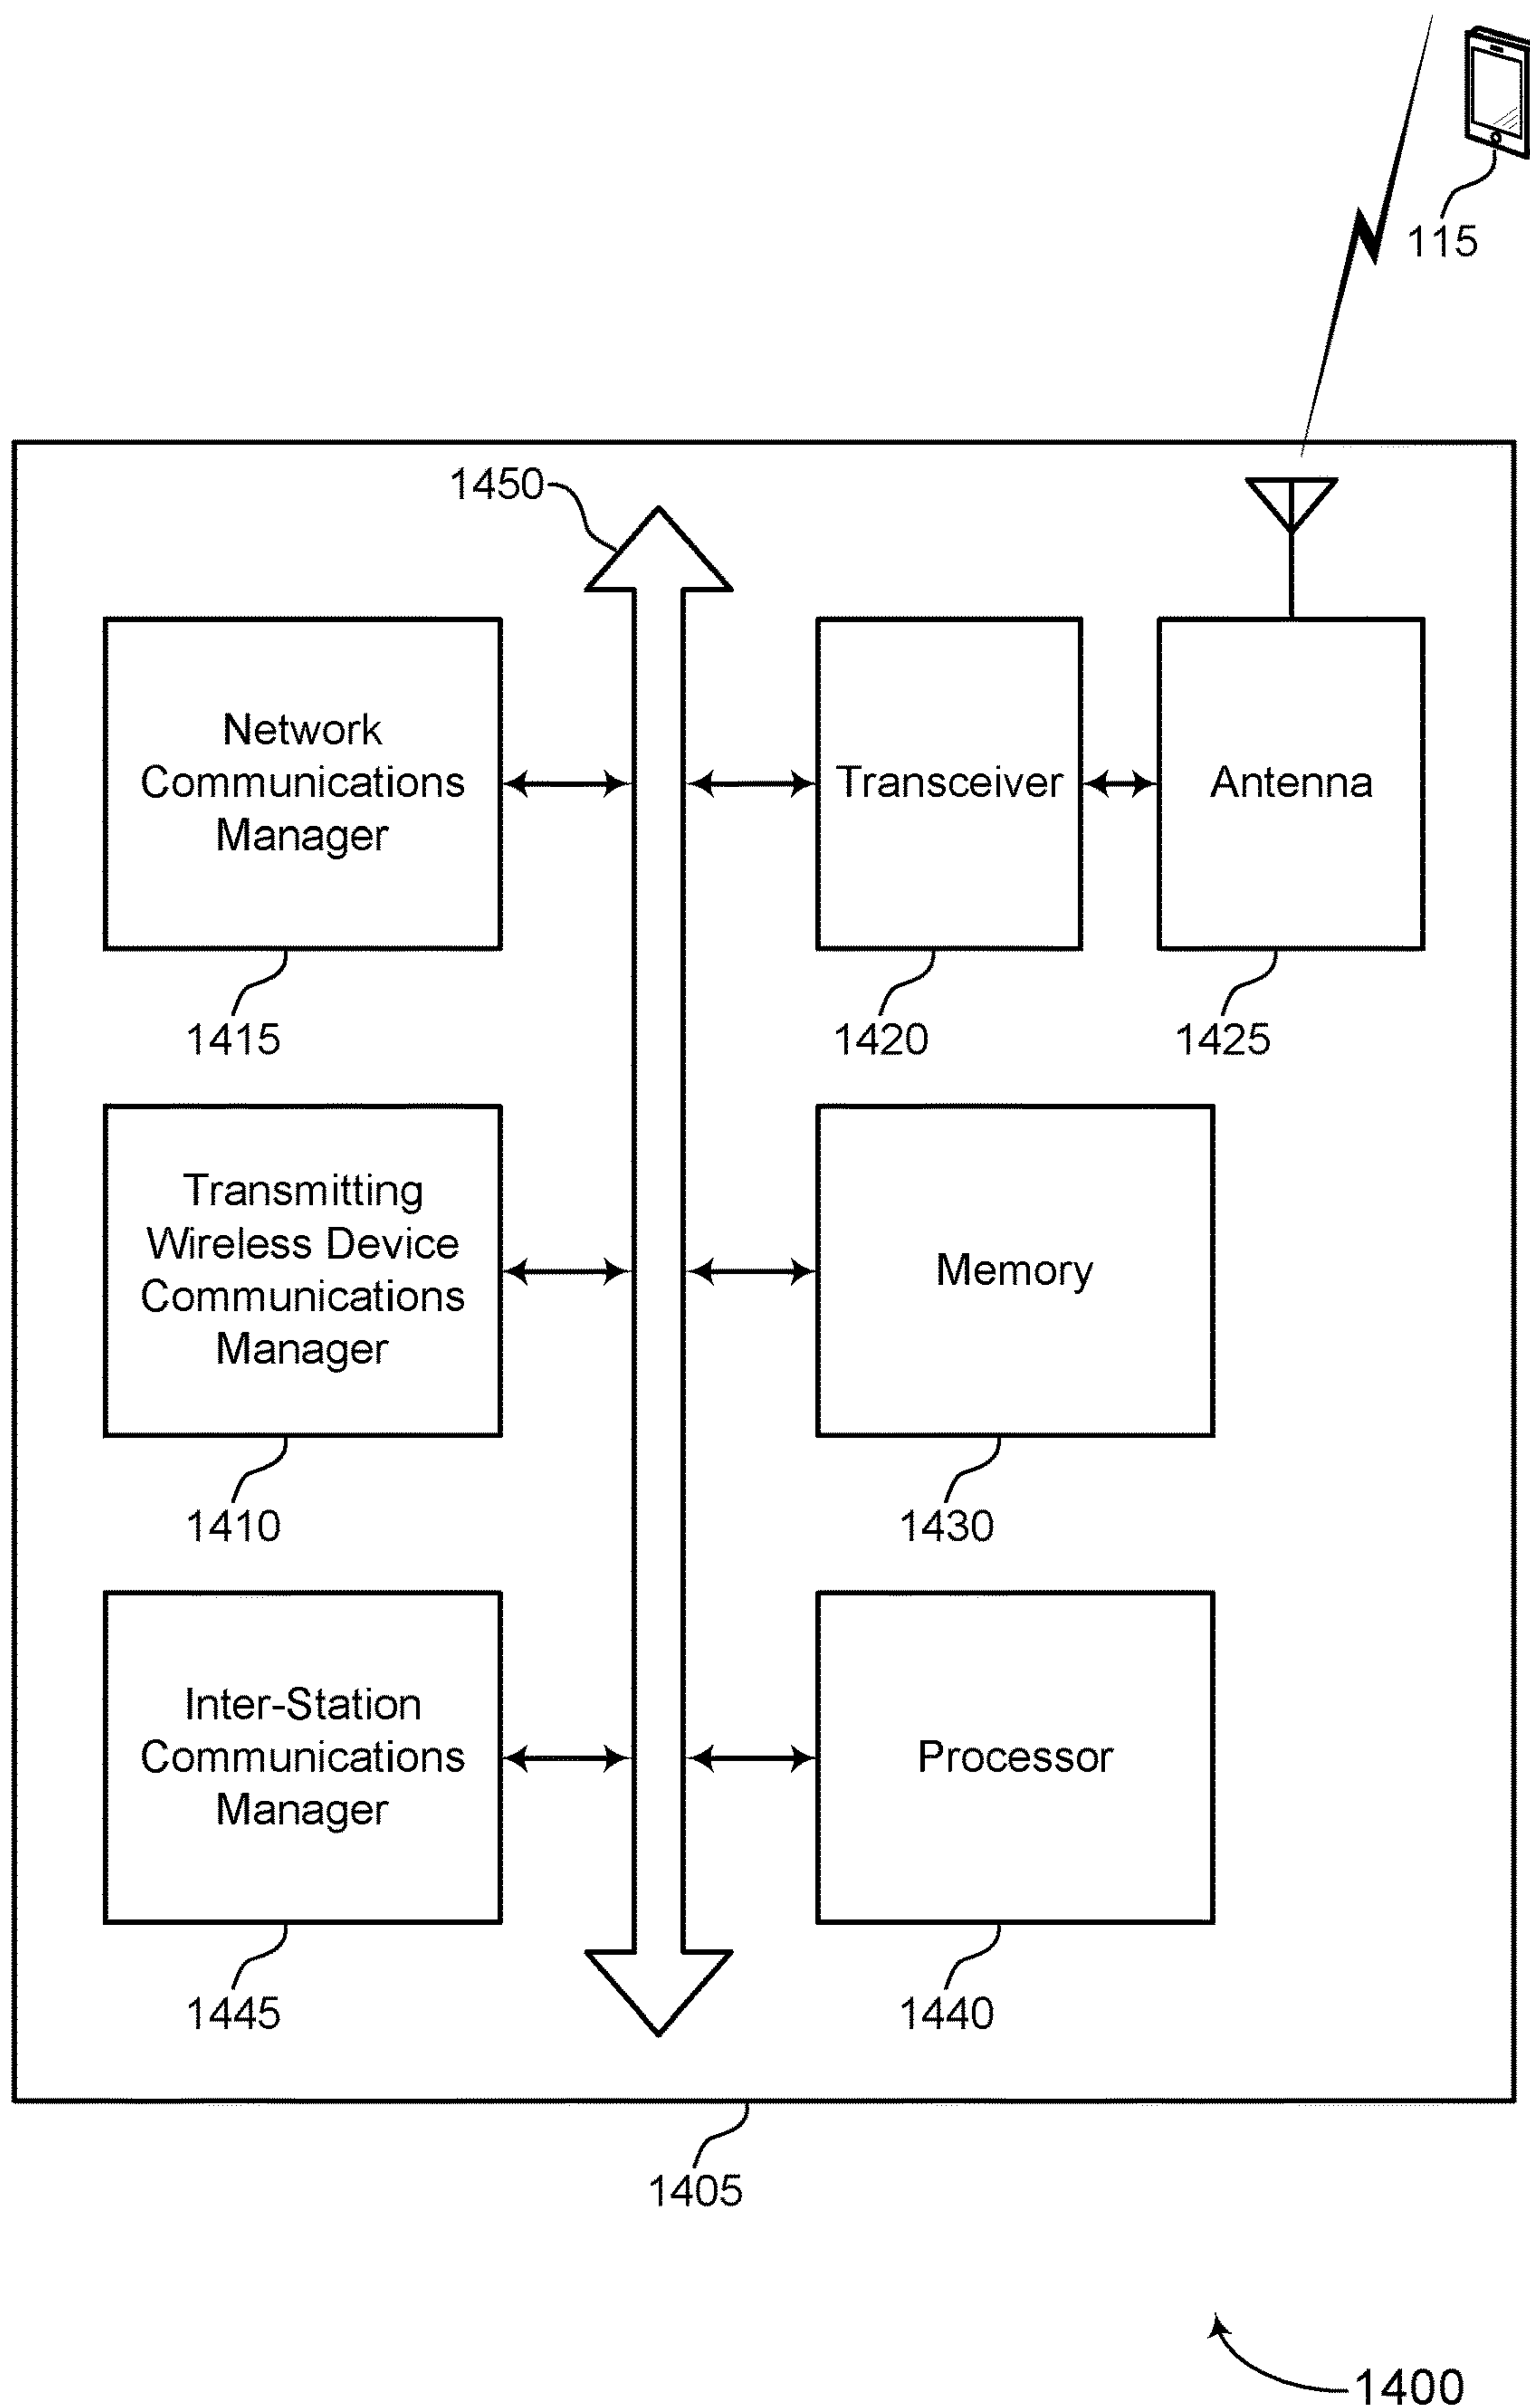 115
1450
Network
Communications
Manager
Transceiver
Antenna
1415
1420
1425
Transmitting
Wireless Device
Communications
Manager
Memory
1410
1430
Inter-Station
Communications
Manager
Processor
1445
1440
1405
1400